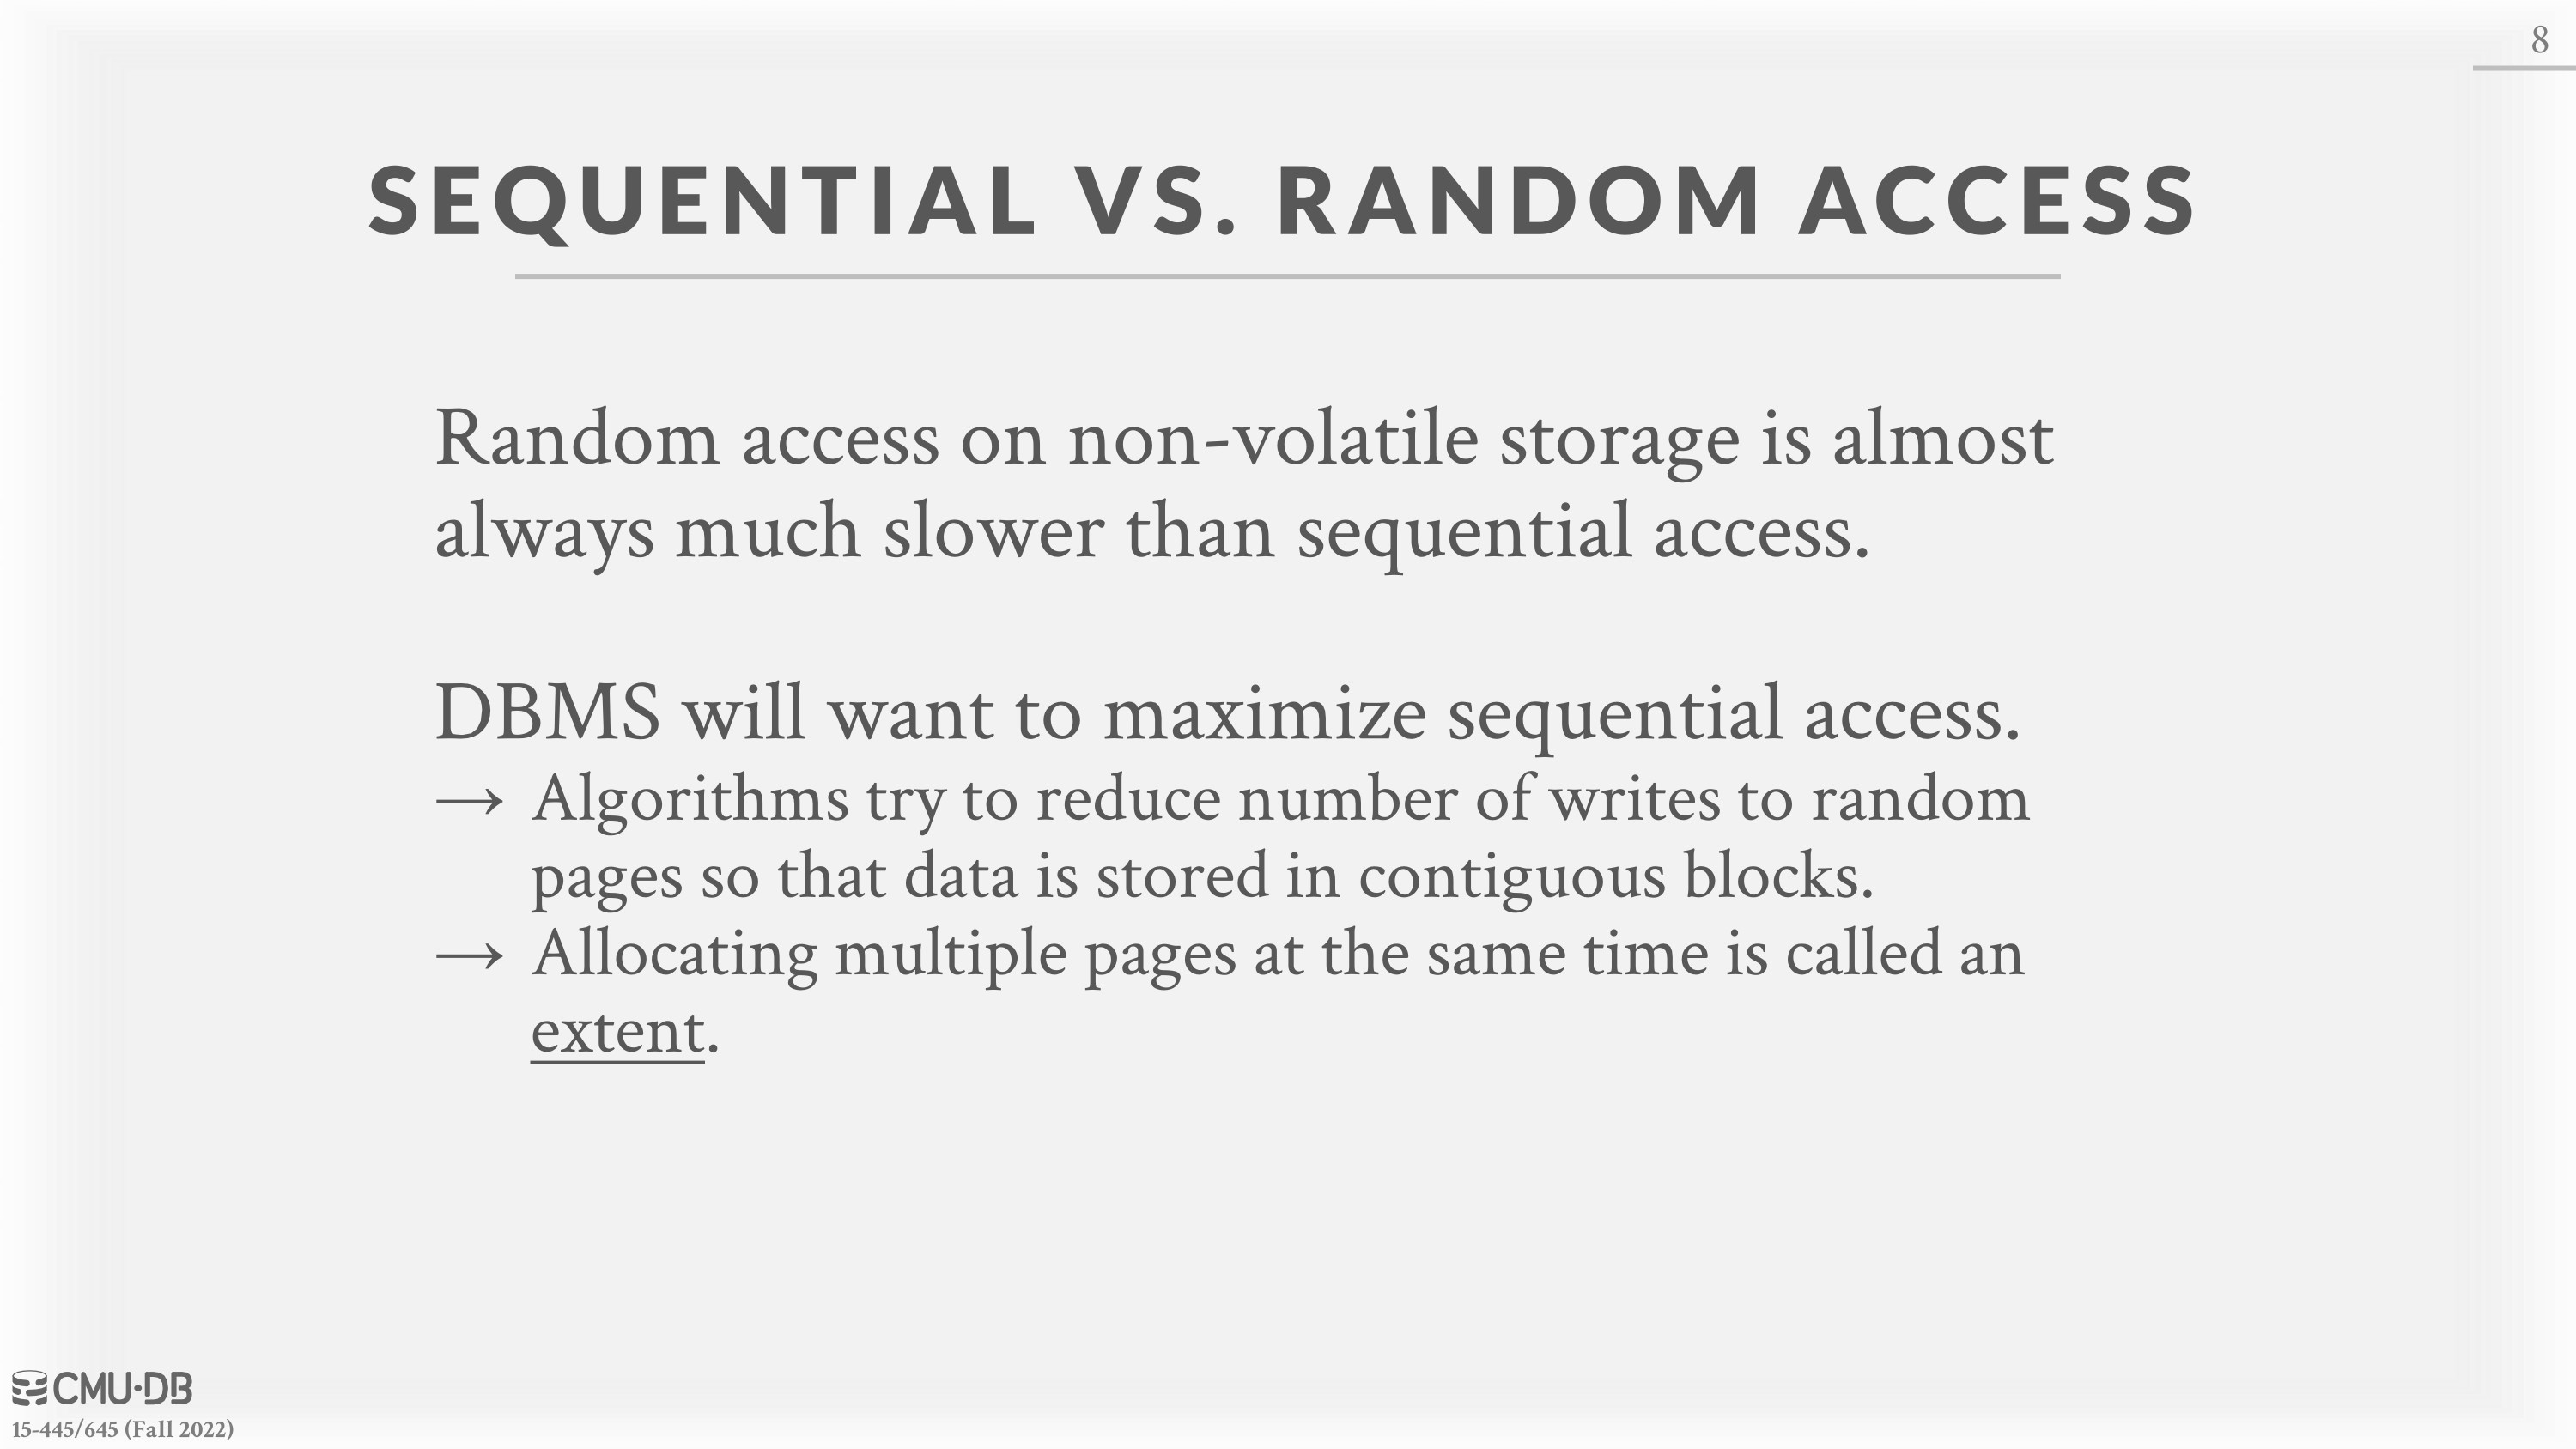 8
SEQUENTIAL VS. RANDOM ACCESS
Random access on non-volatile storage is almost
always much slower than sequential access.
DBMS will want to maximize sequential access.
→ Algorithms try to reduce number of writes to random
pages so that data is stored in contiguous blocks.
→ Allocating multiple pages at the same time is called an
extent.
CMU·DB
15-445/645 (Fall 2022)